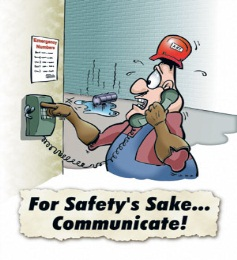 Emergency
Numbers
For Safety's Sake...
Communicate!